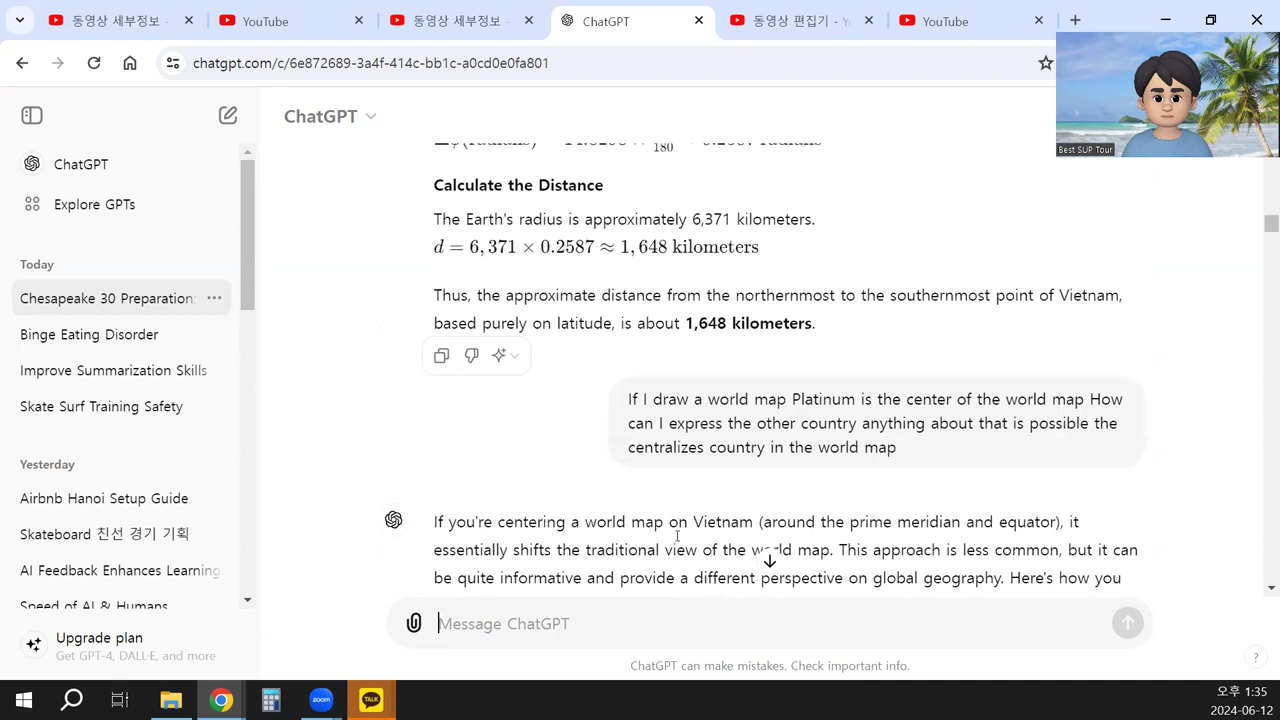 동영상 세부정보 -
YouTube
동영상 세부정보 -
ChatGPT
동영상 편집기 -
YouTube
chatgpt.com/c/6e872689-3a4f-414c-bb1c-a0cd0e0fa801
Best SUP Tour
ChatGPT
Explore GPTs
Today
Chesapeake 30 Preparation
Binge Eating Disorder
Improve Summarization Skills
Skate Surf Training Safety
Yesterday
Airbnb Hanoi Setup Guide
Skateboard 친선 경기 기획
AI Feedback Enhances Learning
Speed of AI & Humans
Upgrade plan
Get GPT-4, DALL·E, and more
ChatGPT
180
Calculate the Distance
The Earth's radius is approximately 6,371 kilometers.
d = 6,371 × 0.2587 ≈ 1,648 kilometers
Thus, the approximate distance from the northernmost to the southernmost point of Vietnam,
based purely on latitude, is about 1,648 kilometers.
If I draw a world map Platinum is the center of the world map How
can I express the other country anything about that is possible the
centralizes country in the world map
If you're centering a world map on Vietnam (around the prime meridian and equator), it
essentially shifts the traditional view of the world map. This approach is less common, but it can
be quite informative and provide a different perspective on global geography. Here's how you
Message ChatGPT
ChatGPT can make mistakes. Check important info.
?
zoom
TALK
오후 1:35
2024-06-12